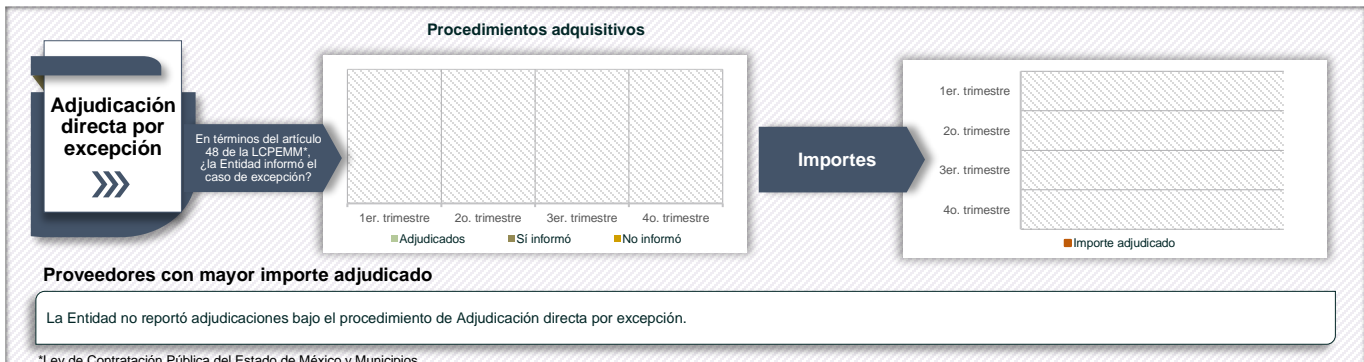 Procedimientos adquisitivos
Adjudicación
directa por
excepción
En términos del artículo
48 de la LCPEMM*,
¿la Entidad informó el
caso de excepción?
1er. trimestre 2o. trimestre 3er. trimestre 4o. trimestre
Adjudicados Sí informó No informó
Importes
1er. trimestre
2o. trimestre
3er. trimestre
4o. trimestre
Importe adjudicado
Proveedores con mayor importe adjudicado
La Entidad no reportó adjudicaciones bajo el procedimiento de Adjudicación directa por excepción.
*Ley de Contratación Pública del Estado de México y Municipios